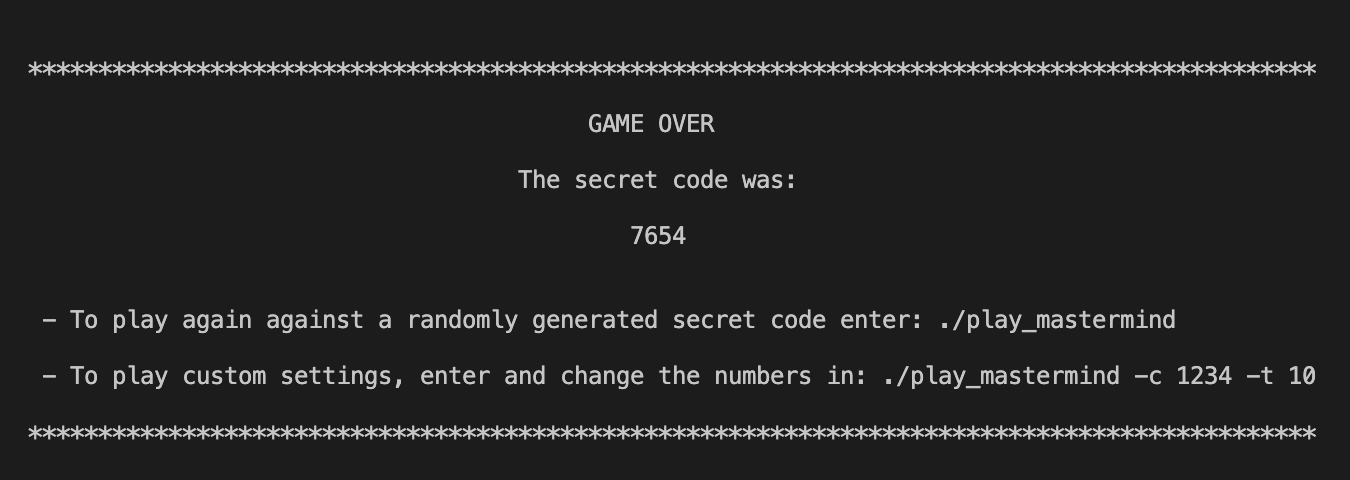 ********************************************************************************************
GAME OVER
The secret code was:
7654
- To play again against a randomly generated secret code enter: ./play_mastermind
- To play custom settings, enter and change the numbers in: ./play_mastermind -c 1234 -t 10
********************************************************************************************